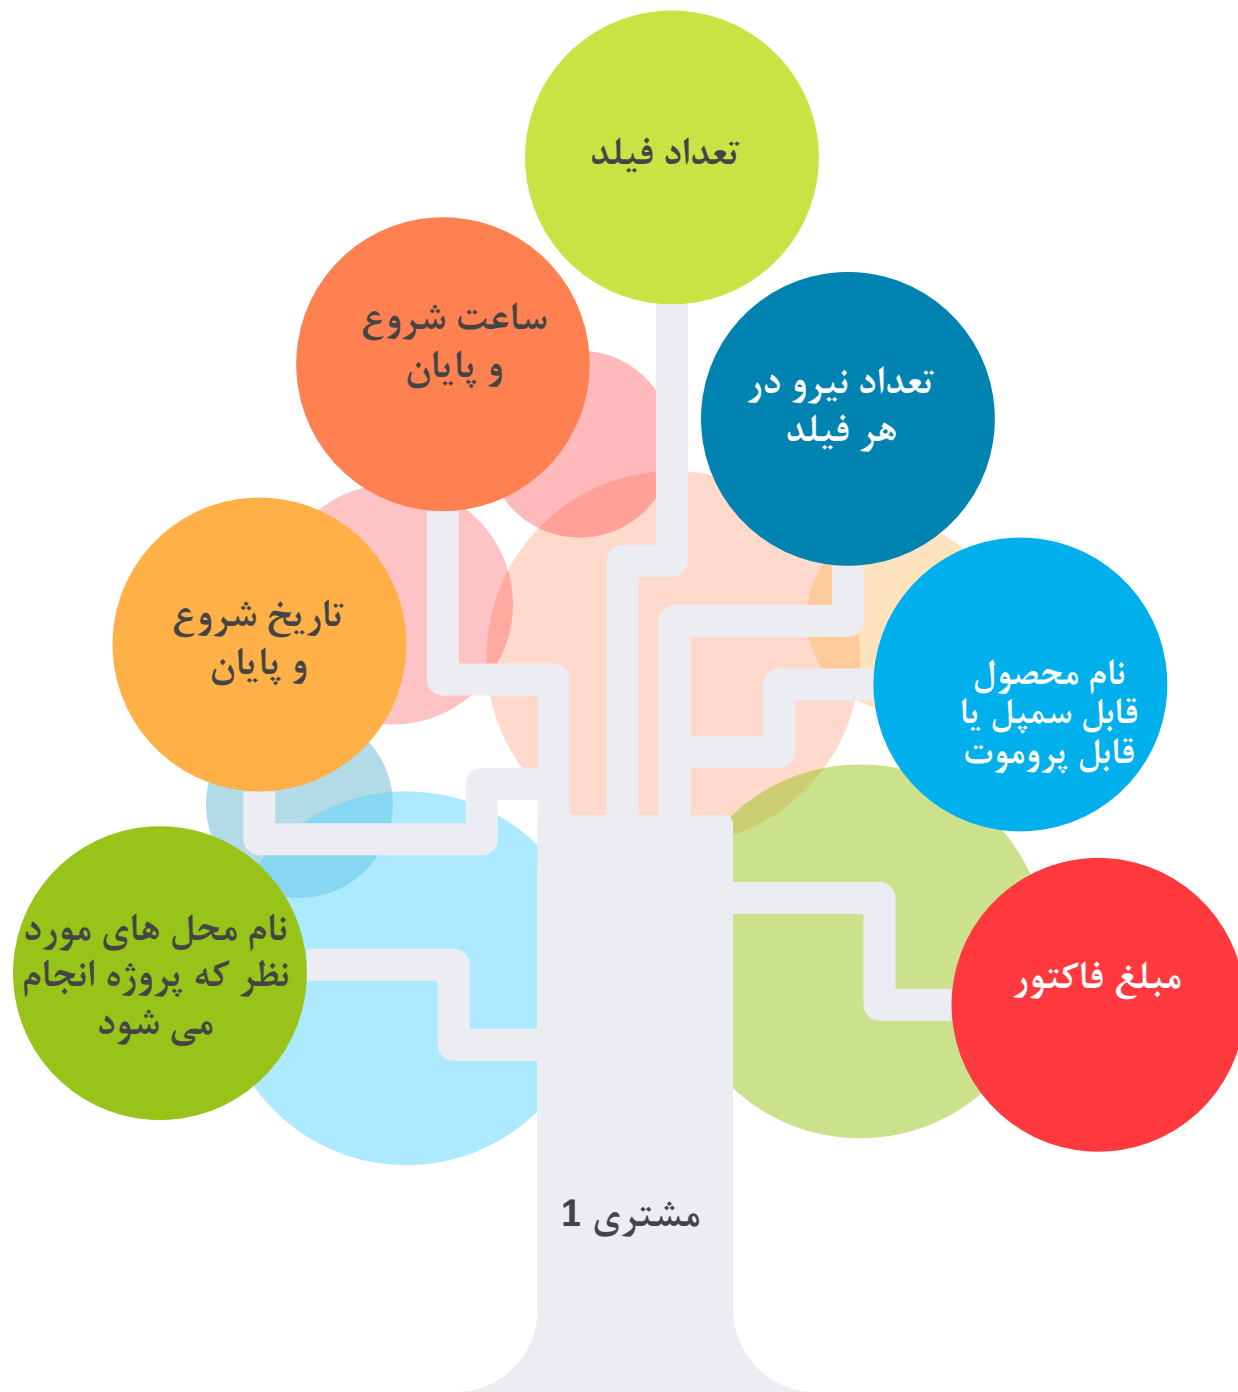 تعداد فیلد
ساعت شروع
و پایان
تعداد نیرو در
هر فیلد
تاریخ شروع
و پایان
نام محصول
قابل سمپل یا
قابل پروموت
نام محل های مورد
نظر که پروژه انجام
می شود
مبلغ فاکتور
مشتری 1